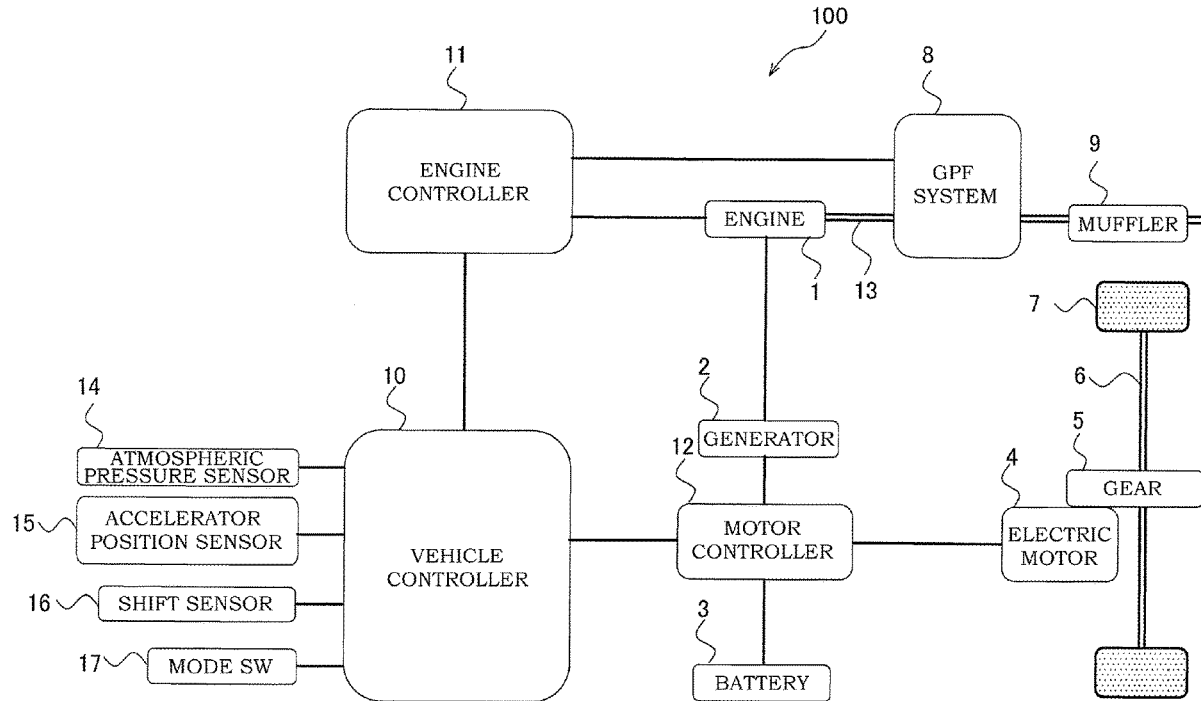 100
11
8
ENGINE
CONTROLLER
GPF
SYSTEM
9
ENGINE
MUFFLER
1
13
7
14
10
2
6
ATMOSPHERIC
PRESSURE SENSOR
GENERATOR
12
4
5
GEAR
15
ACCELERATOR
POSITION SENSOR
MOTOR
CONTROLLER
ELECTRIC
MOTOR
VEHICLE
CONTROLLER
16
SHIFT SENSOR
3
17
MODE SW
BATTERY